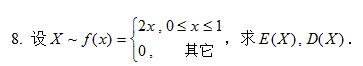 8. 设 X ~ f(x) = { 2x, 0 ≤ x ≤ 1
0, 其它 , 求 E(X), D(X).